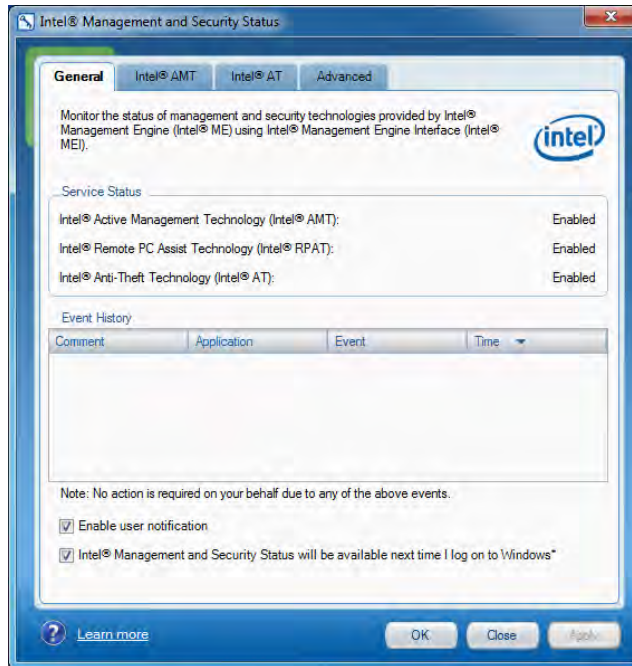 Intel® Management and Security Status
General
Intel® AMT
Intel® AT
Advanced
Monitor the status of management and security technologies provided by Intel®
Management Engine (Intel® ME) using Intel® Management Engine Interface (Intel®
MEI).
intel
Service Status
Intel® Active Management Technology (Intel® AMT): Enabled
Intel® Remote PC Assist Technology (Intel® RPAT): Enabled
Intel® Anti-Theft Technology (Intel® AT): Enabled
Event History
Comment Application Event Time
Note: No action is required on your behalf due to any of the above events.
Enable user notification
Intel® Management and Security Status will be available next time I log on to Windows*
? Learn more
OK Close Apply